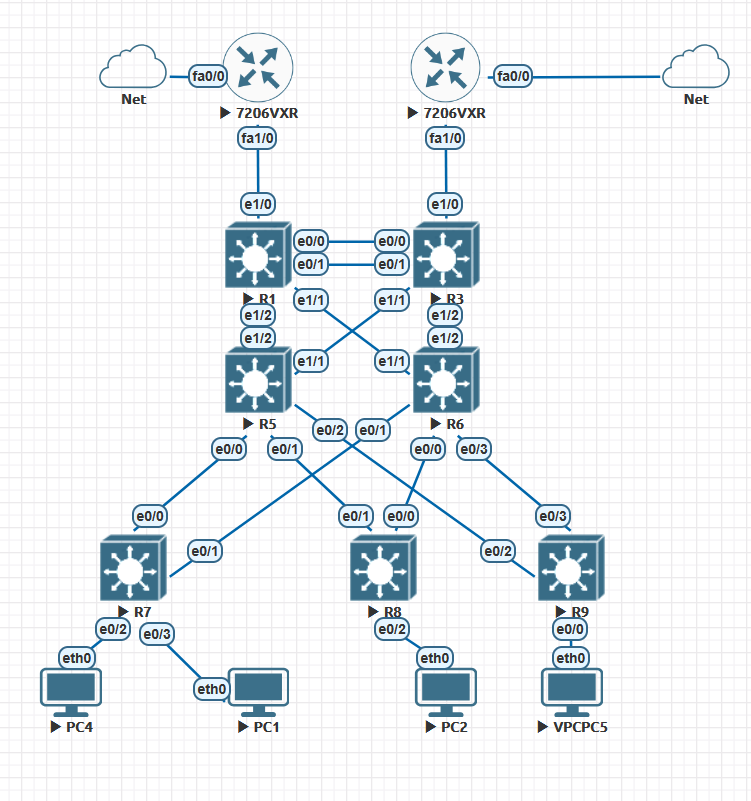 fa0/0
fa0/0
Net
Net
7206VXR
7206VXR
fa1/0
fa1/0
e1/0
e1/0
e0/0
e0/0
e0/1
e0/1
R1
e1/1
e1/1
R3
e1/2
e1/2
e1/2
e1/2
e1/1
e1/1
R5
R6
e0/2
e0/1
e0/0
e0/1
e0/0
e0/3
e0/0
e0/1
e0/0
e0/3
e0/1
e0/2
R7
R8
R9
e0/2
e0/3
e0/2
e0/0
eth0
eth0
eth0
eth0
PC4
PC1
PC2
VPCPC5